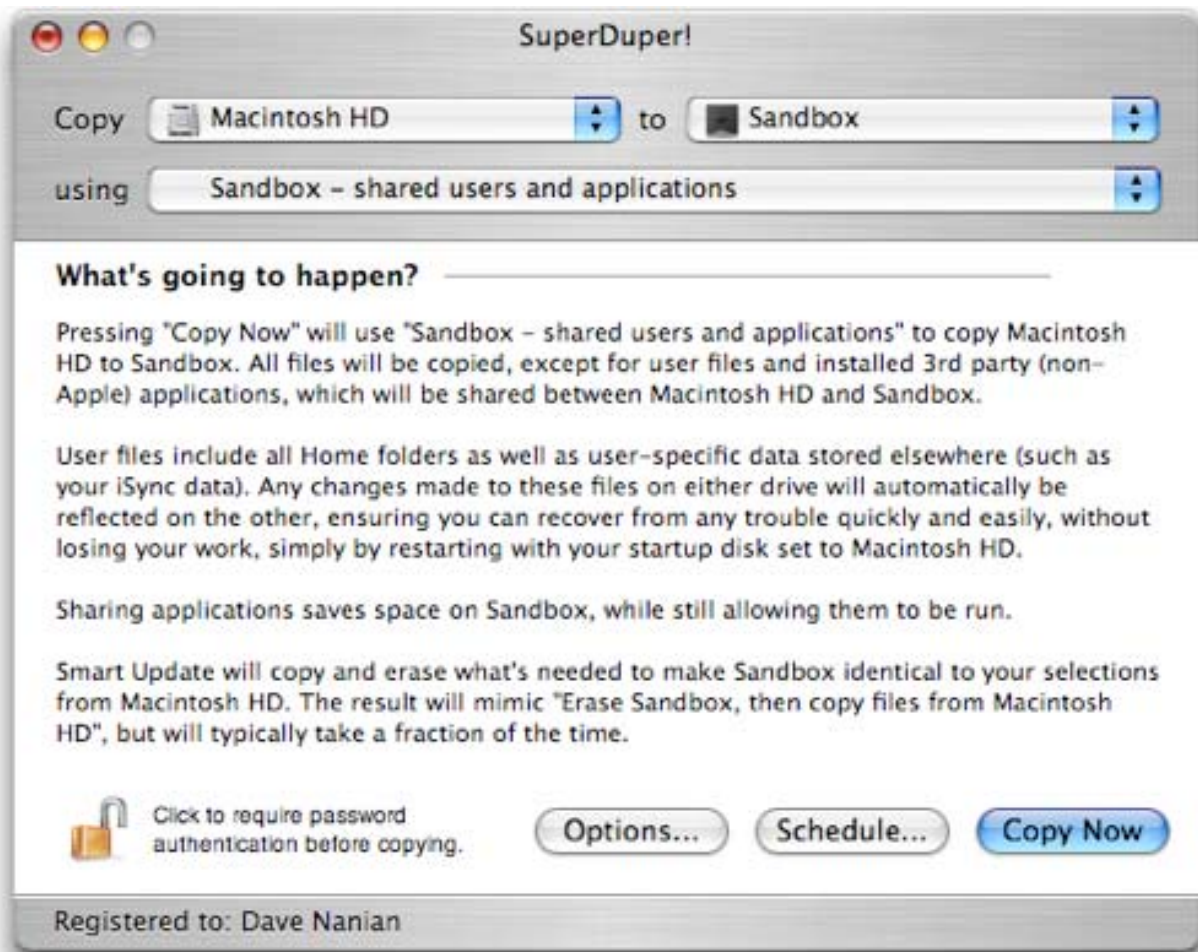 SuperDuper!
Copy Macintosh HD to Sandbox
using Sandbox – shared users and applications
What's going to happen?
Pressing "Copy Now" will use "Sandbox – shared users and applications" to copy Macintosh
HD to Sandbox. All files will be copied, except for user files and installed 3rd party (non-
Apple) applications, which will be shared between Macintosh HD and Sandbox.
User files include all Home folders as well as user-specific data stored elsewhere (such as
your iSync data). Any changes made to these files on either drive will automatically be
reflected on the other, ensuring you can recover from any trouble quickly and easily, without
losing your work, simply by restarting with your startup disk set to Macintosh HD.
Sharing applications saves space on Sandbox, while still allowing them to be run.
Smart Update will copy and erase what's needed to make Sandbox identical to your selections
from Macintosh HD. The result will mimic "Erase Sandbox, then copy files from Macintosh
HD", but will typically take a fraction of the time.
Click to require password
authentication before copying.
Options... Schedule... Copy Now
Registered to: Dave Nanian